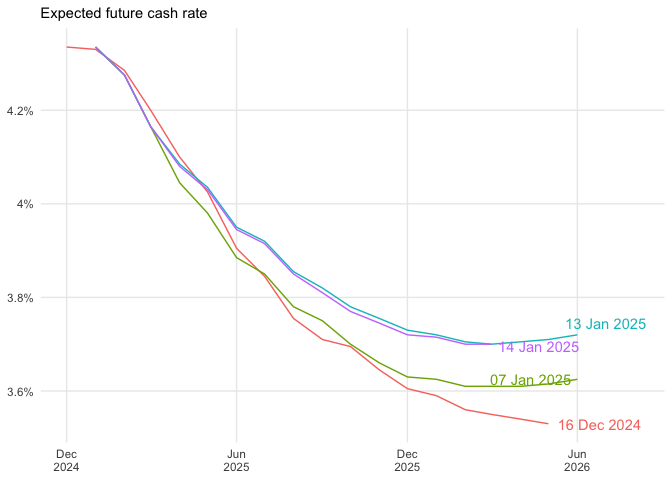 Expected future cash rate
4.2%
4%
3.8%
3.6%
13 Jan 2025
14 Jan 2025
07 Jan 2025
16 Dec 2024
Dec
2024
Jun
2025
Dec
2025
Jun
2026